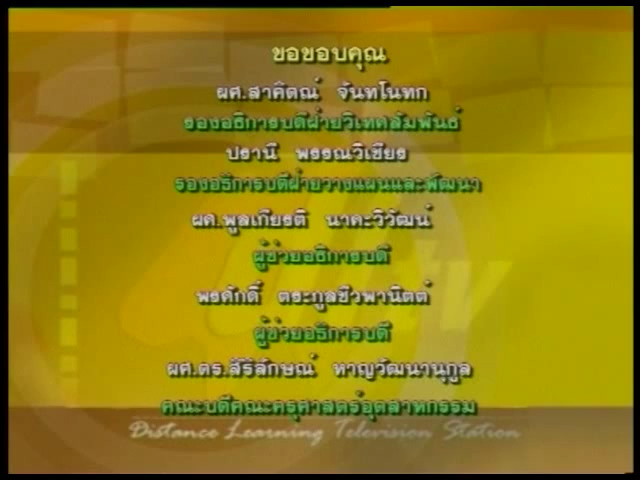 ขอขอบคุณ
ผศ.สาคิตณ์ จันทโนทก
รองอธิการบดีฝ่ายวิเทศสัมพันธ์
ปรานี พรรณวิเชียร
รองอธิการบดีฝ่ายวางแผนและพัฒนา
ผศ.พูลเกียรติ นาคะวิวัฒน์
ผู้ช่วยอธิการบดี
พรศักดิ์ ตระกูลชีวพานิตต์
ผู้ช่วยอธิการบดี
ผศ.ดร.สิริลักษณ์ หาญวัฒนานุกูล
คณะบดีคณะครุศาสตร์อุตสาหกรรม
Distance Learning Television Station